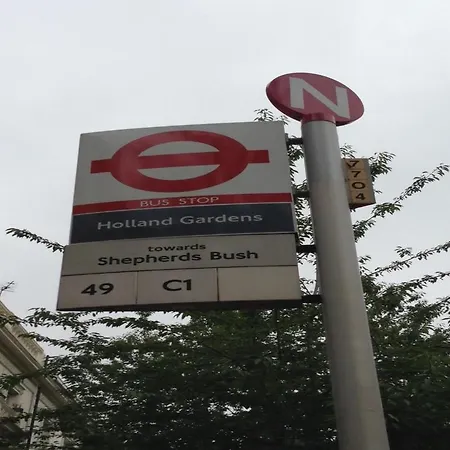 N
7704
BUS STOP
Holland Gardens
towards
Shepherds Bush
49 C1